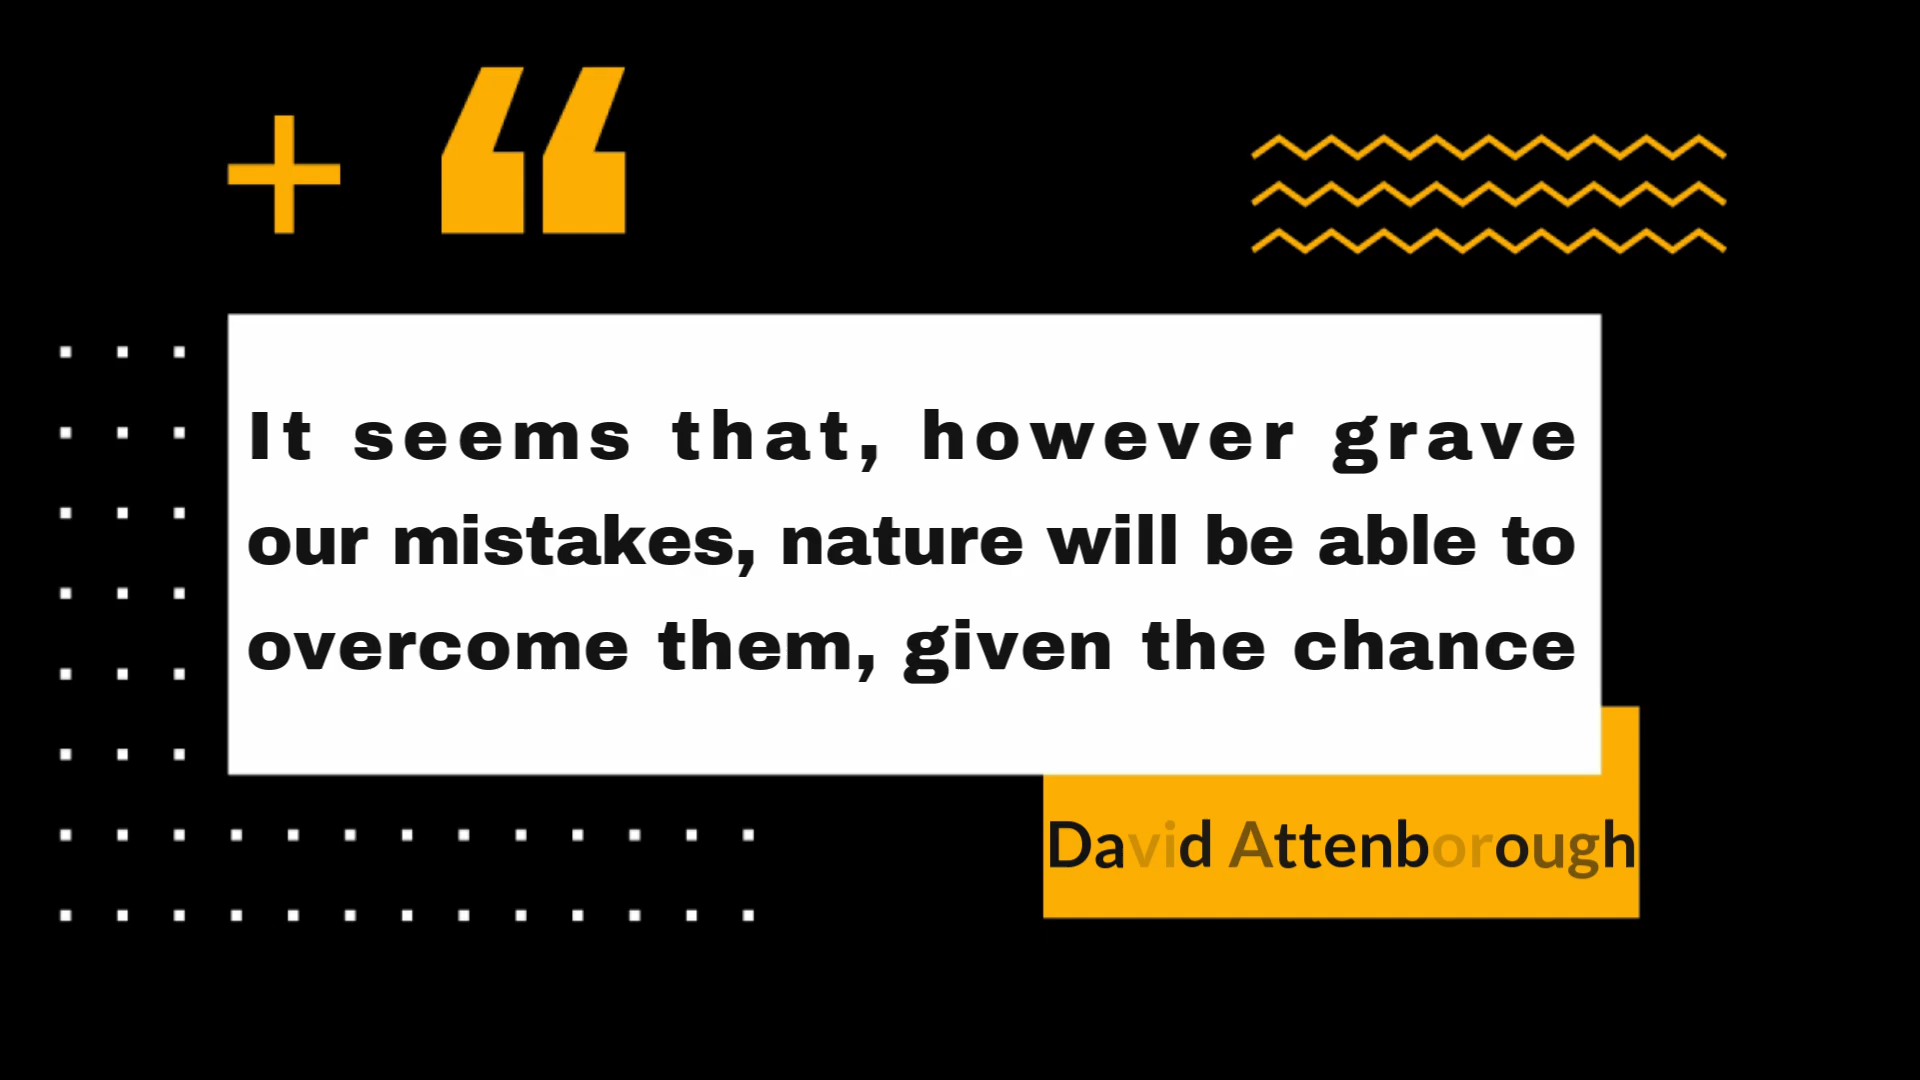 It seems that, however grave
our mistakes, nature will be able to
overcome them, given the chance
David Attenborough